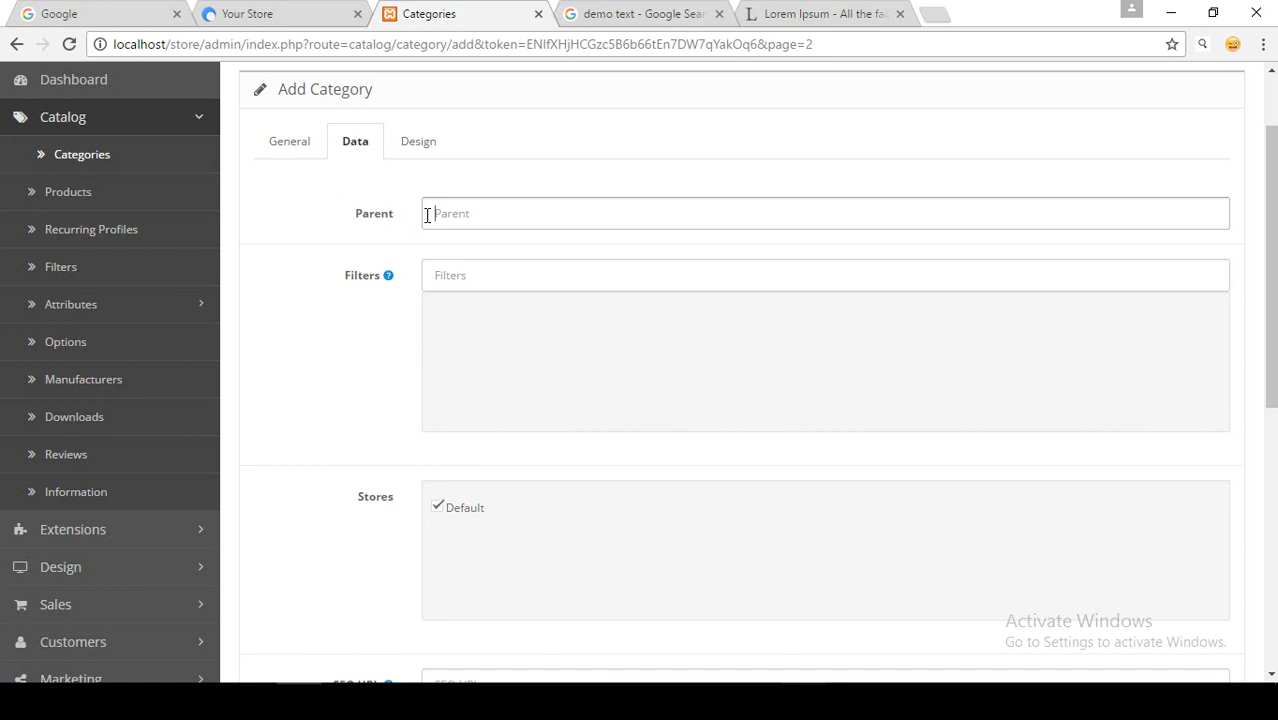 Google
Your Store
Categories
demo text - Google Sear
Lorem Ipsum - All the fa
localhost/store/admin/index.php?route=catalog/category/add&token=ENIfXHjHCGzc5B6b66tEn7DW7qYakOq6&page=2
Dashboard
Catalog
Categories
Products
Recurring Profiles
Filters
Attributes
Options
Manufacturers
Downloads
Reviews
Information
Extensions
Design
Sales
Customers
Marketing
Add Category
General
Data
Design
Parent
Parent
Filters
Filters
Stores
Default
SEO URL
SEO URL
Activate Windows
Go to Settings to activate Windows.